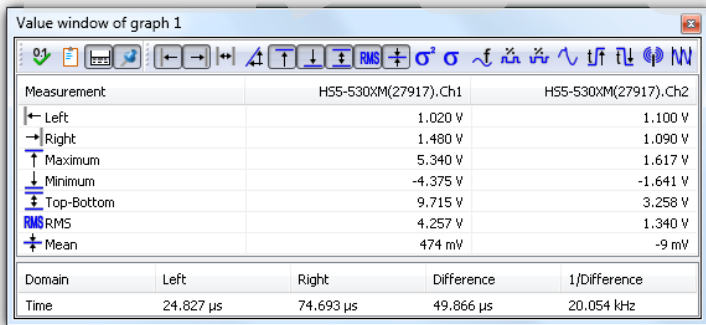 Value window of graph 1
0.1 RMS σ² σ f
Measurement HS5-530XM(27917).Ch1 HS5-530XM(27917).Ch2
Left 1.020 V 1.100 V
Right 1.480 V 1.090 V
Maximum 5.340 V 1.617 V
Minimum -4.375 V -1.641 V
Top-Bottom 9.715 V 3.258 V
RMS RMS 4.257 V 1.340 V
Mean 474 mV -9 mV
Domain Left Right Difference 1/Difference
Time 24.827 µs 74.693 µs 49.866 µs 20.054 kHz